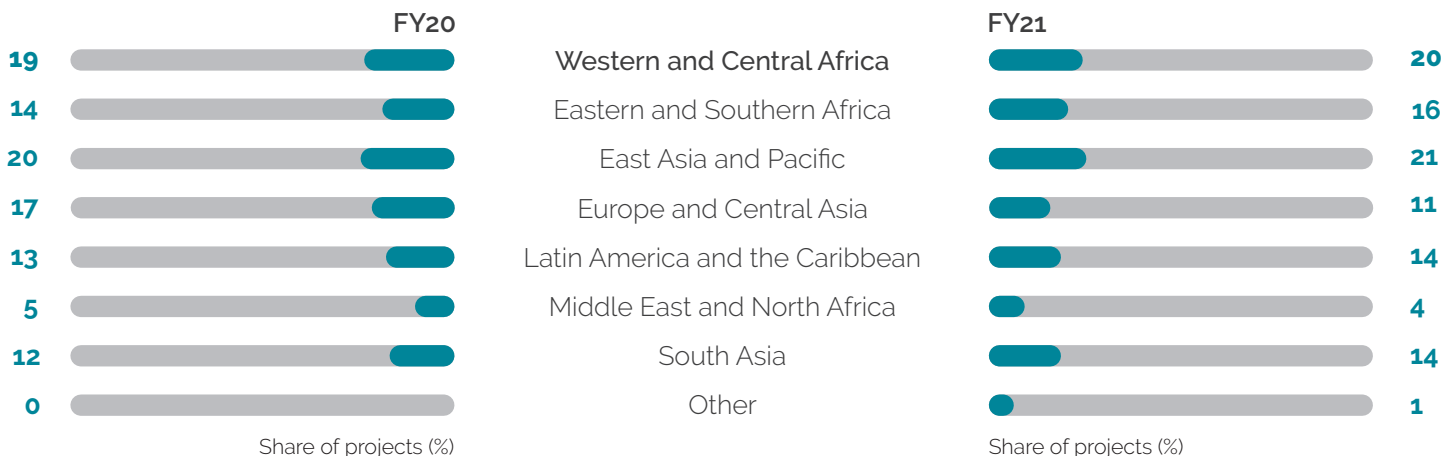 FY20 FY21
19 Western and Central Africa 20
14 Eastern and Southern Africa 16
20 East Asia and Pacific 21
17 Europe and Central Asia 11
13 Latin America and the Caribbean 14
5 Middle East and North Africa 4
12 South Asia 14
0 Other 1
Share of projects (%) Share of projects (%)